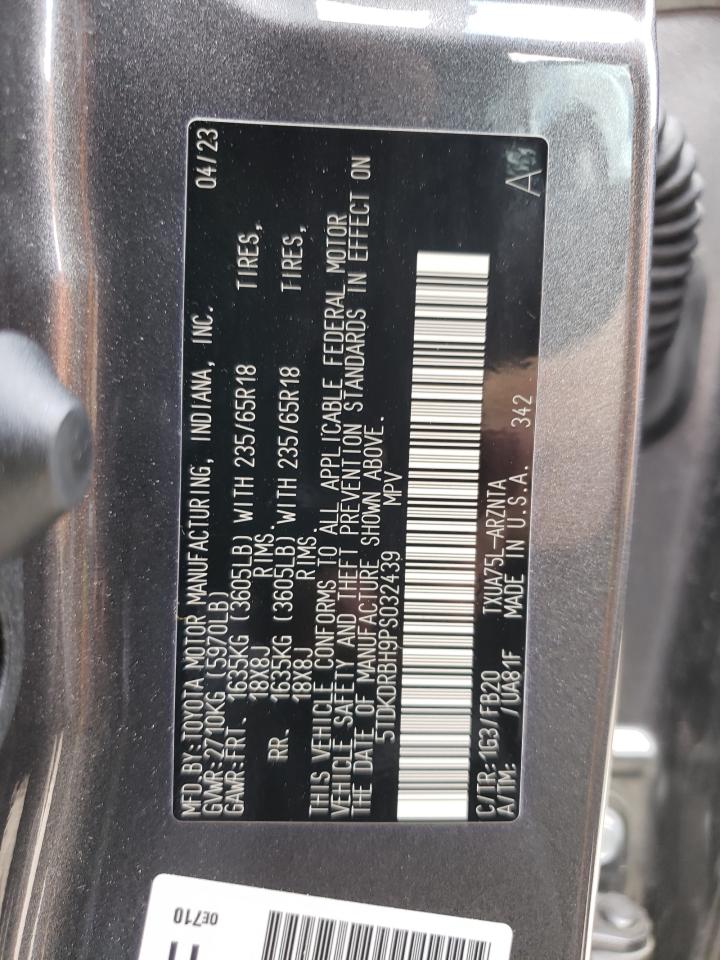 MFD BY:TOYOTA MOTOR MANUFACTURING, INDIANA, INC. 04/23
GVWR:2710KG (5970LB)
GAWR:FRT. 1635KG (3605LB) WITH 235/65R18 TIRES,
18X8J RIMS.
RR. 1635KG (3605LB) WITH 235/65R18 TIRES,
18X8J RIMS.
THIS VEHICLE CONFORMS TO ALL APPLICABLE FEDERAL MOTOR
VEHICLE SAFETY AND THEFT PREVENTION STANDARDS IN EFFECT ON
THE DATE OF MANUFACTURE SHOWN ABOVE.
5TDKDRBH9PS032439 MPV
C/TR:1G3/FB20 TXUA75L-ARZNTA
A/TM: /UA81F MADE IN U.S.A. 342
A
0E710